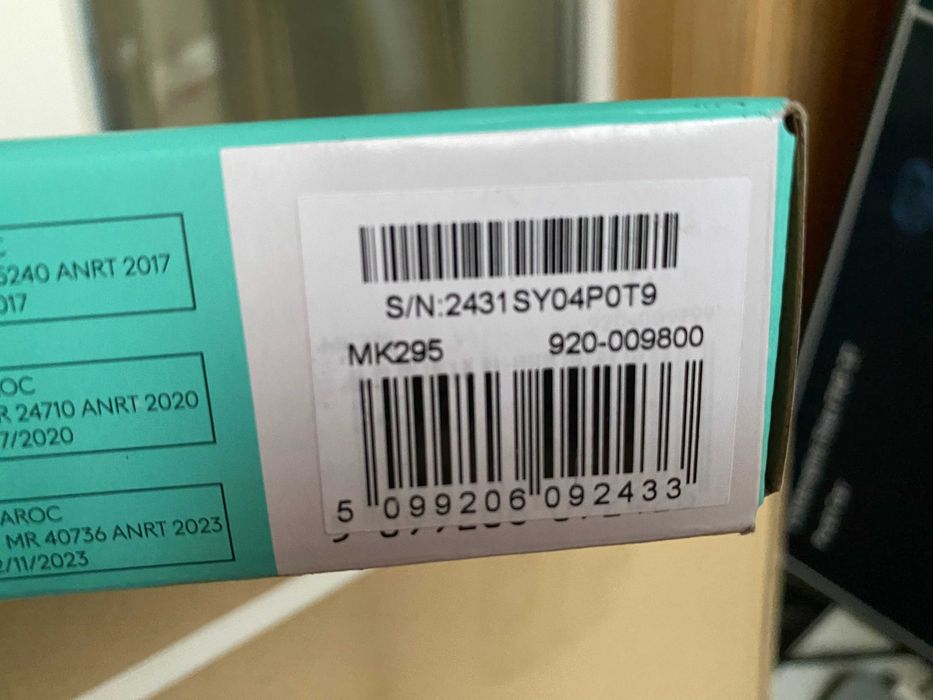 5240 ANRT 2017
017
OC
R 24710 ANRT 2020
7/2020
AROC
MR 40736 ANRT 2023
2/11/2023
S/N:2431SY04P0T9
MK295 920-009800
5 099206 092433